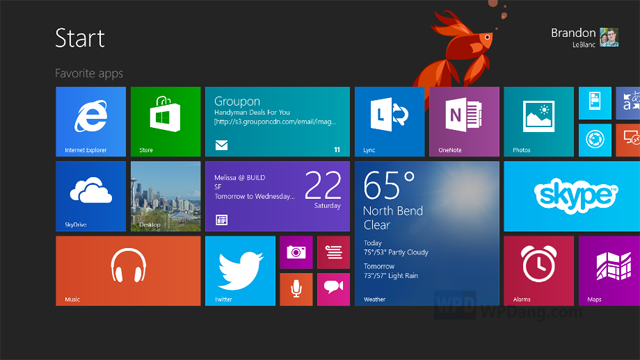 Start
Brandon
LeBlanc
Favorite apps
Internet Explorer
Store
Groupon
Handyman Deals For You
[http://s3.grouponcdn.com/email/imag...
11
Lync
OneNote
Photos
SkyDrive
Desktop
Melissa @ BUILD
SF
Tomorrow to Wednesday...
22
Saturday
65°
North Bend
Clear
Today
75°/53° Partly Cloudy
Tomorrow
73°/57° Light Rain
Weather
skype
Music
Twitter
Alarms
Maps
WPD WPDang.com